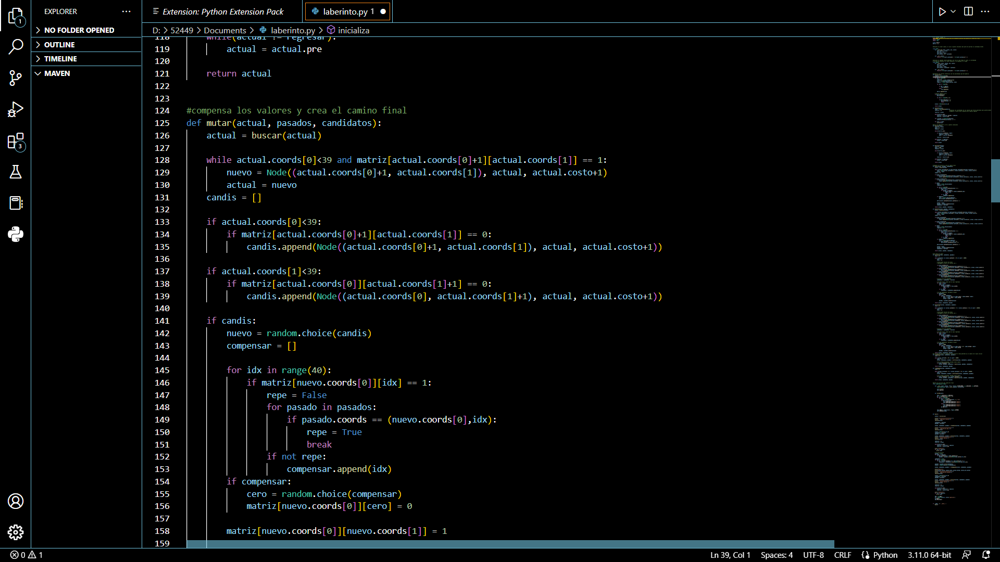 EXPLORER
NO FOLDER OPENED
OUTLINE
TIMELINE
MAVEN
1
3
Extension: Python Extension Pack
laberinto.py 1
D: > 52449 > Documents > laberinto.py > inicializa
118 while(actual != regresar):
119 actual = actual.pre
120
121 return actual
122
123
124 #compensa los valores y crea el camino final
125 def mutar(actual, pasados, candidatos):
126 actual = buscar(actual)
127
128 while actual.coords[0]<39 and matriz[actual.coords[0]+1][actual.coords[1]] == 1:
129 nuevo = Node((actual.coords[0]+1, actual.coords[1]), actual, actual.costo+1)
130 actual = nuevo
131 candis = []
132
133 if actual.coords[0]<39:
134 if matriz[actual.coords[0]+1][actual.coords[1]] == 0:
135 candis.append(Node((actual.coords[0]+1, actual.coords[1]), actual, actual.costo+1))
136
137 if actual.coords[1]<39:
138 if matriz[actual.coords[0]][actual.coords[1]+1] == 0:
139 candis.append(Node((actual.coords[0], actual.coords[1]+1), actual, actual.costo+1))
140
141 if candis:
142 nuevo = random.choice(candis)
143 compensar = []
144
145 for idx in range(40):
146 if matriz[nuevo.coords[0]][idx] == 1:
147 repe = False
148 for pasado in pasados:
149 if pasado.coords == (nuevo.coords[0],idx):
150 repe = True
151 break
152 if not repe:
153 compensar.append(idx)
154 if compensar:
155 cero = random.choice(compensar)
156 matriz[nuevo.coords[0]][cero] = 0
157
158 matriz[nuevo.coords[0]][nuevo.coords[1]] = 1
159
0 1
Ln 39, Col 1 Spaces: 4 UTF-8 CRLF Python 3.11.0 64-bit